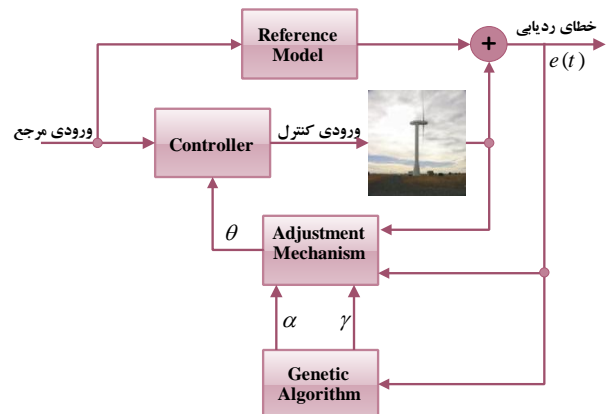 خطای ردیابی
e(t)
Reference
Model
+
ورودی مرجع
Controller
ورودی کنترل
θ
Adjustment
Mechanism
α
γ
Genetic
Algorithm